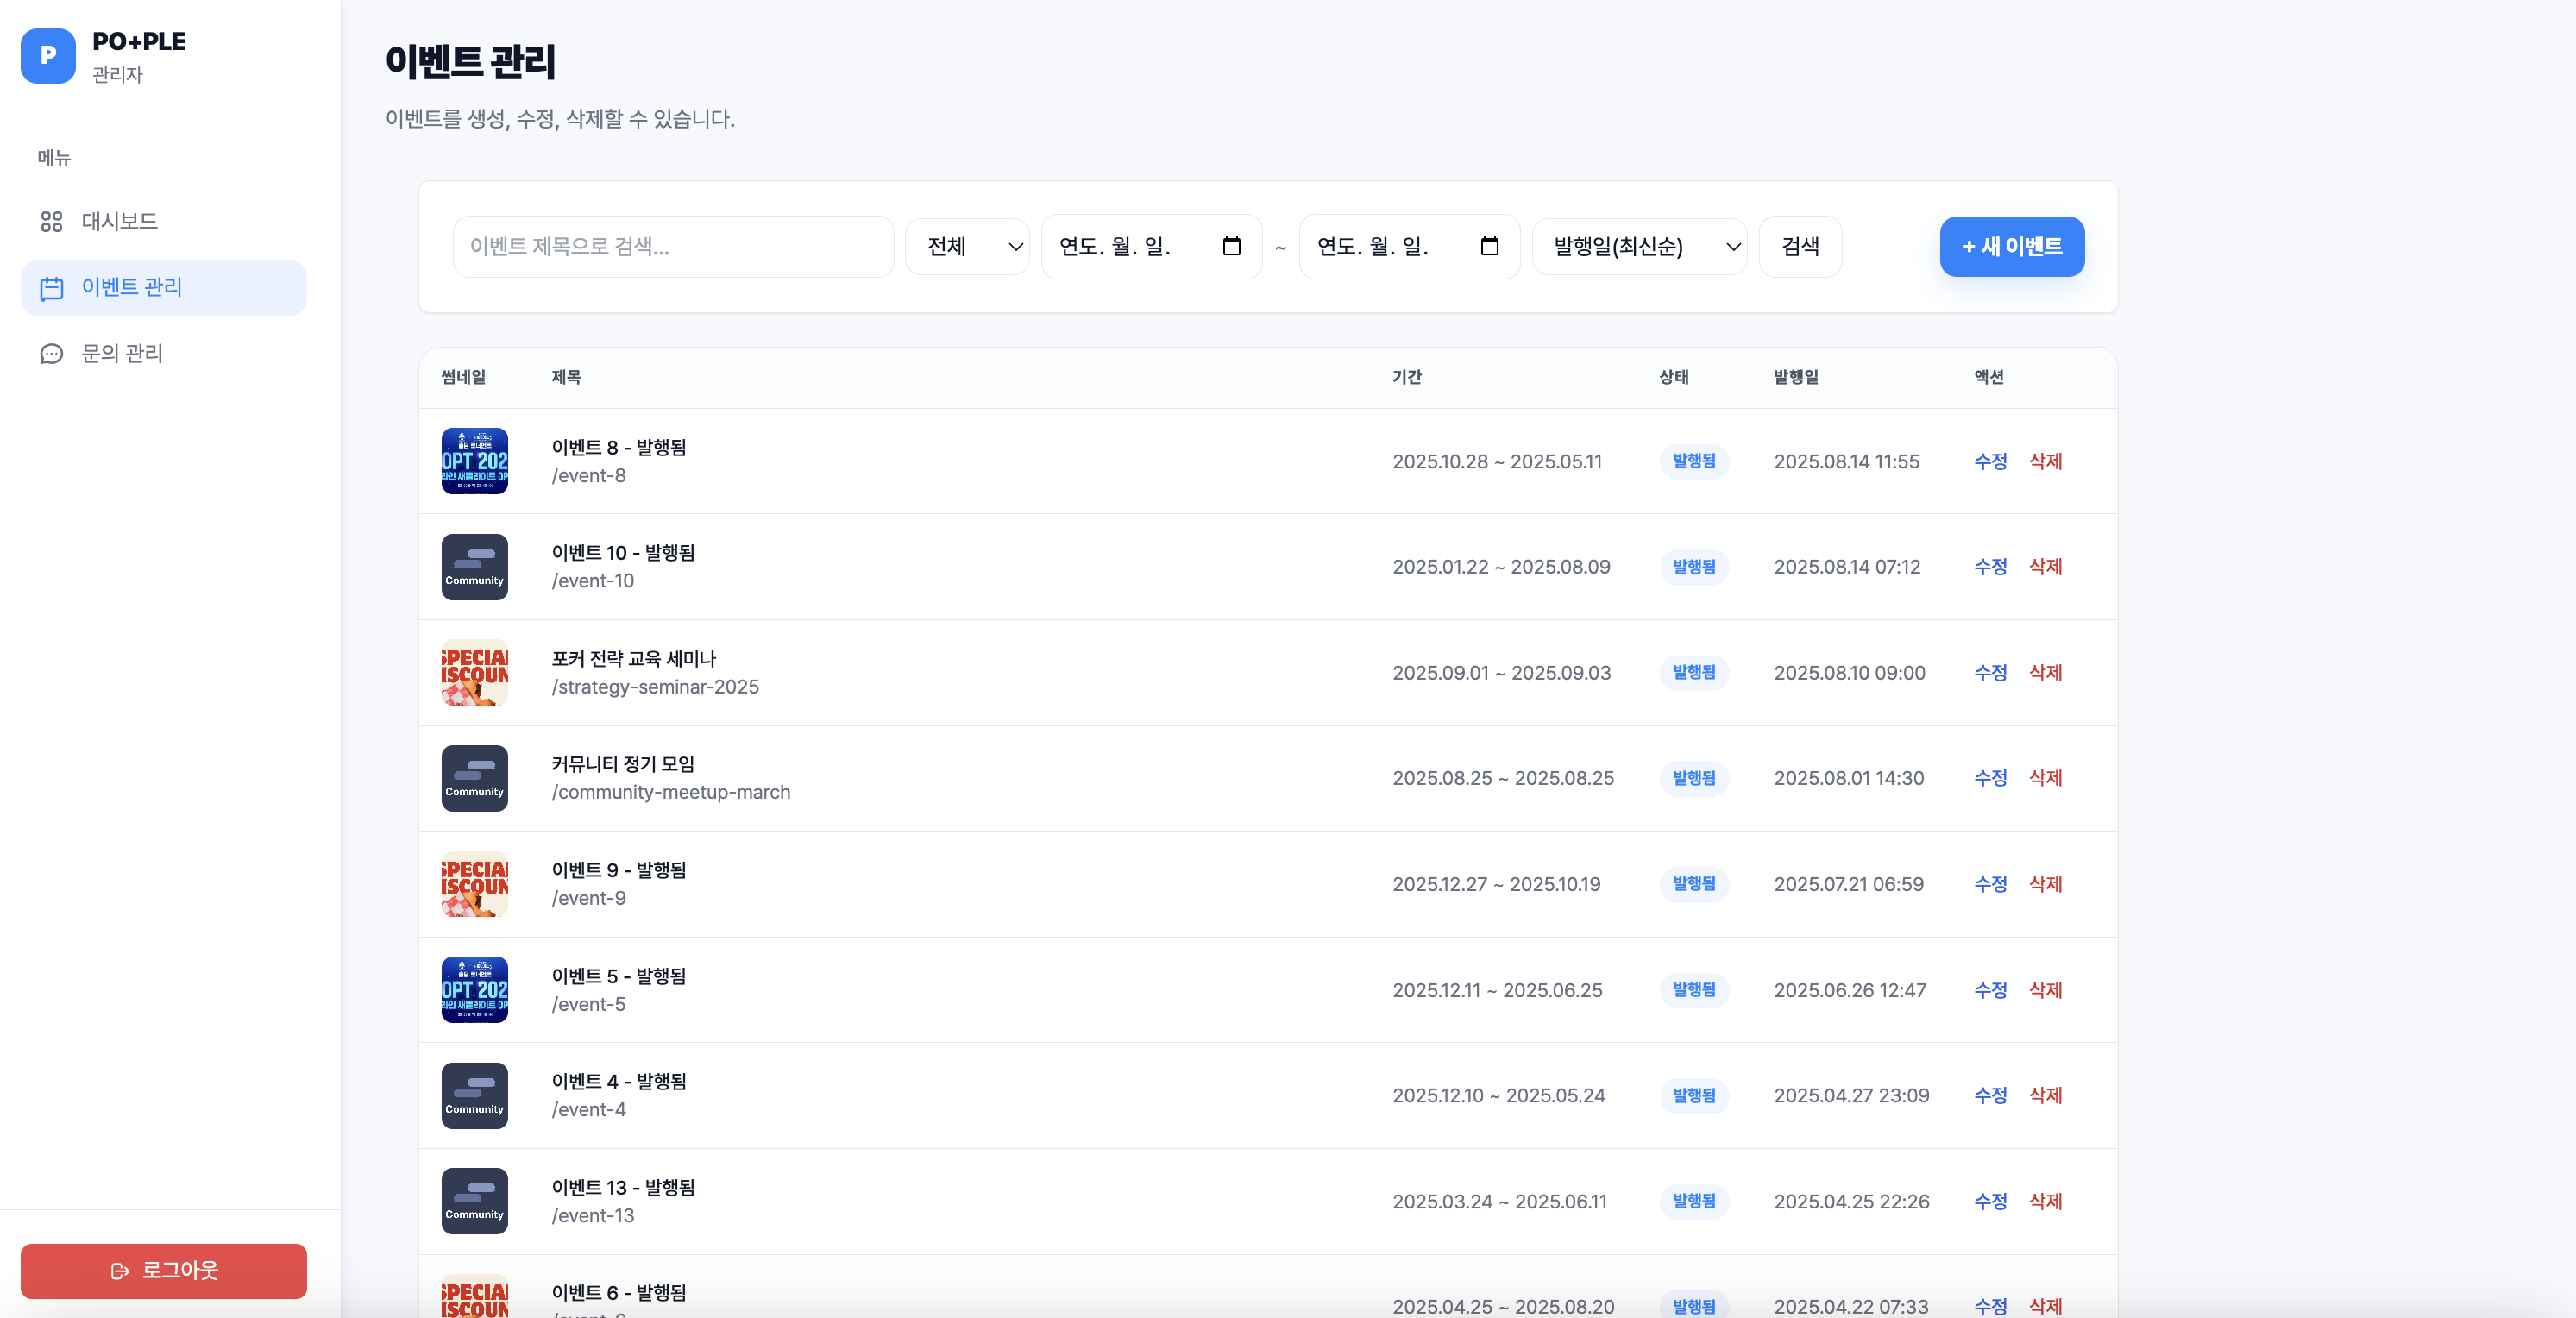 P
PO+PLE
관리자
메뉴
대시보드
이벤트 관리
문의 관리
로그아웃
이벤트 관리
이벤트를 생성, 수정, 삭제할 수 있습니다.
이벤트 제목으로 검색...
전체
연도. 월. 일.
~
연도. 월. 일.
발행일(최신순)
검색
+ 새 이벤트
썸네일 제목 기간 상태 발행일 액션
OPT 202
이벤트 8 - 발행됨
/event-8
2025.10.28 ~ 2025.05.11 발행됨 2025.08.14 11:55 수정 삭제
Community
이벤트 10 - 발행됨
/event-10
2025.01.22 ~ 2025.08.09 발행됨 2025.08.14 07:12 수정 삭제
SPECIAL
ISCOUN
포커 전략 교육 세미나
/strategy-seminar-2025
2025.09.01 ~ 2025.09.03 발행됨 2025.08.10 09:00 수정 삭제
Community
커뮤니티 정기 모임
/community-meetup-march
2025.08.25 ~ 2025.08.25 발행됨 2025.08.01 14:30 수정 삭제
SPECIAL
ISCOUN
이벤트 9 - 발행됨
/event-9
2025.12.27 ~ 2025.10.19 발행됨 2025.07.21 06:59 수정 삭제
OPT 202
이벤트 5 - 발행됨
/event-5
2025.12.11 ~ 2025.06.25 발행됨 2025.06.26 12:47 수정 삭제
Community
이벤트 4 - 발행됨
/event-4
2025.12.10 ~ 2025.05.24 발행됨 2025.04.27 23:09 수정 삭제
Community
이벤트 13 - 발행됨
/event-13
2025.03.24 ~ 2025.06.11 발행됨 2025.04.25 22:26 수정 삭제
SPECIAL
ISCOUN
이벤트 6 - 발행됨
2025.04.25 ~ 2025.08.20 발행됨 2025.04.22 07:33 수정 삭제